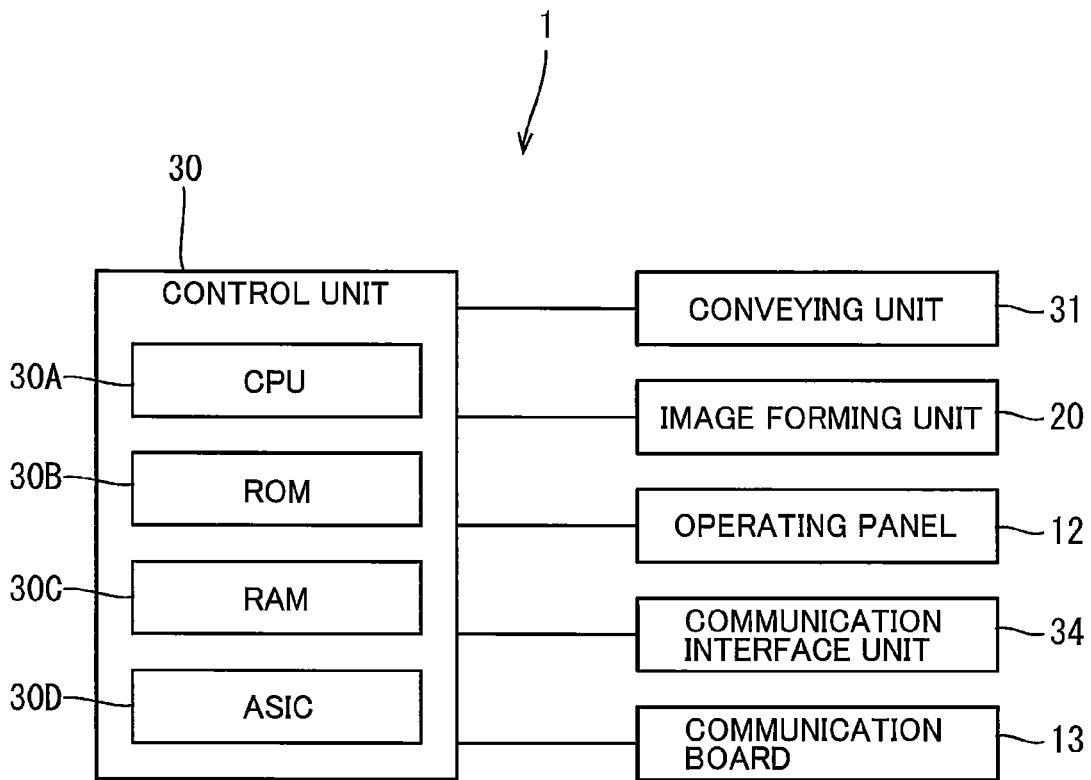 1
30
CONTROL UNIT
30A
CPU
30B
ROM
30C
RAM
30D
ASIC
CONVEYING UNIT
31
IMAGE FORMING UNIT
20
OPERATING PANEL
12
COMMUNICATION
INTERFACE UNIT
34
COMMUNICATION
BOARD
13